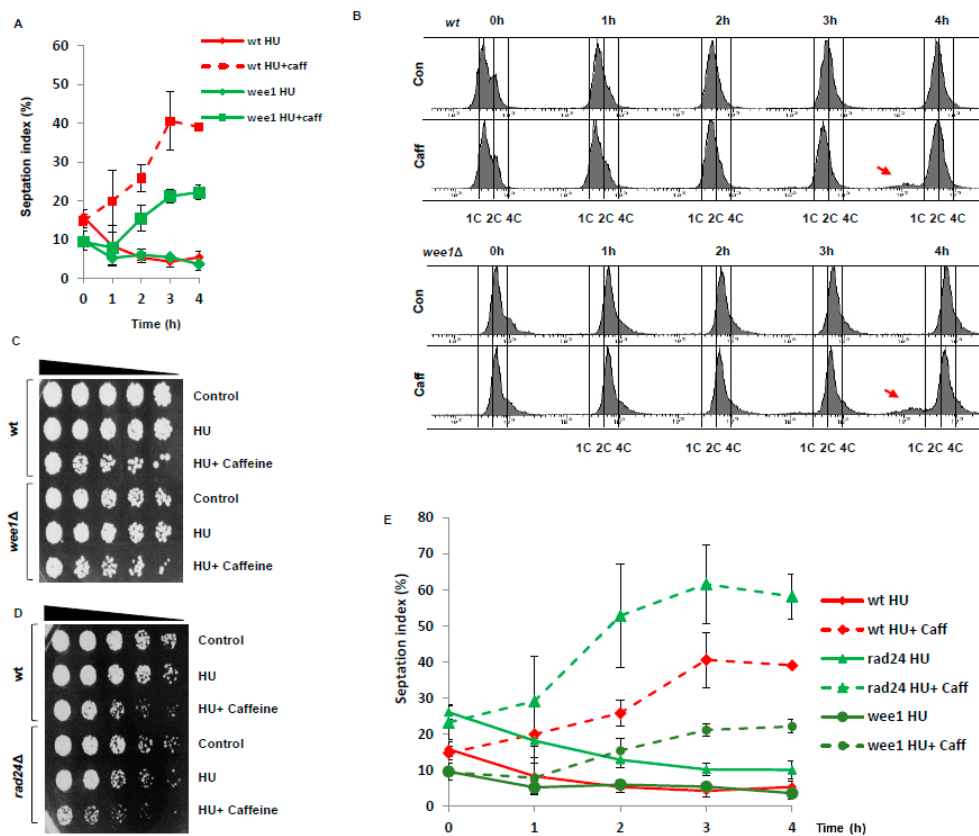 A
Septation index (%)
60
50
40
30
20
10
0
0 1 2 3 4
Time (h)
wt HU
wt HU+caff
wee1 HU
wee1 HU+caff
B
wt 0h 1h 2h 3h 4h
Con
Caff
1C 2C 4C 1C 2C 4C 1C 2C 4C 1C 2C 4C 1C 2C 4C
wee1Δ 0h 1h 2h 3h 4h
Con
Caff
1C 2C 4C 1C 2C 4C 1C 2C 4C 1C 2C 4C
C
wt
Control
HU
HU+ Caffeine
wee1Δ
Control
HU
HU+ Caffeine
D
wt
Control
HU
HU+ Caffeine
rad24Δ
Control
HU
HU+ Caffeine
E
Septation index (%)
80
70
60
50
40
30
20
10
0
0 1 2 3 4
Time (h)
wt HU
wt HU+ Caff
rad24 HU
rad24 HU+ Caff
wee1 HU
wee1 HU+ Caff